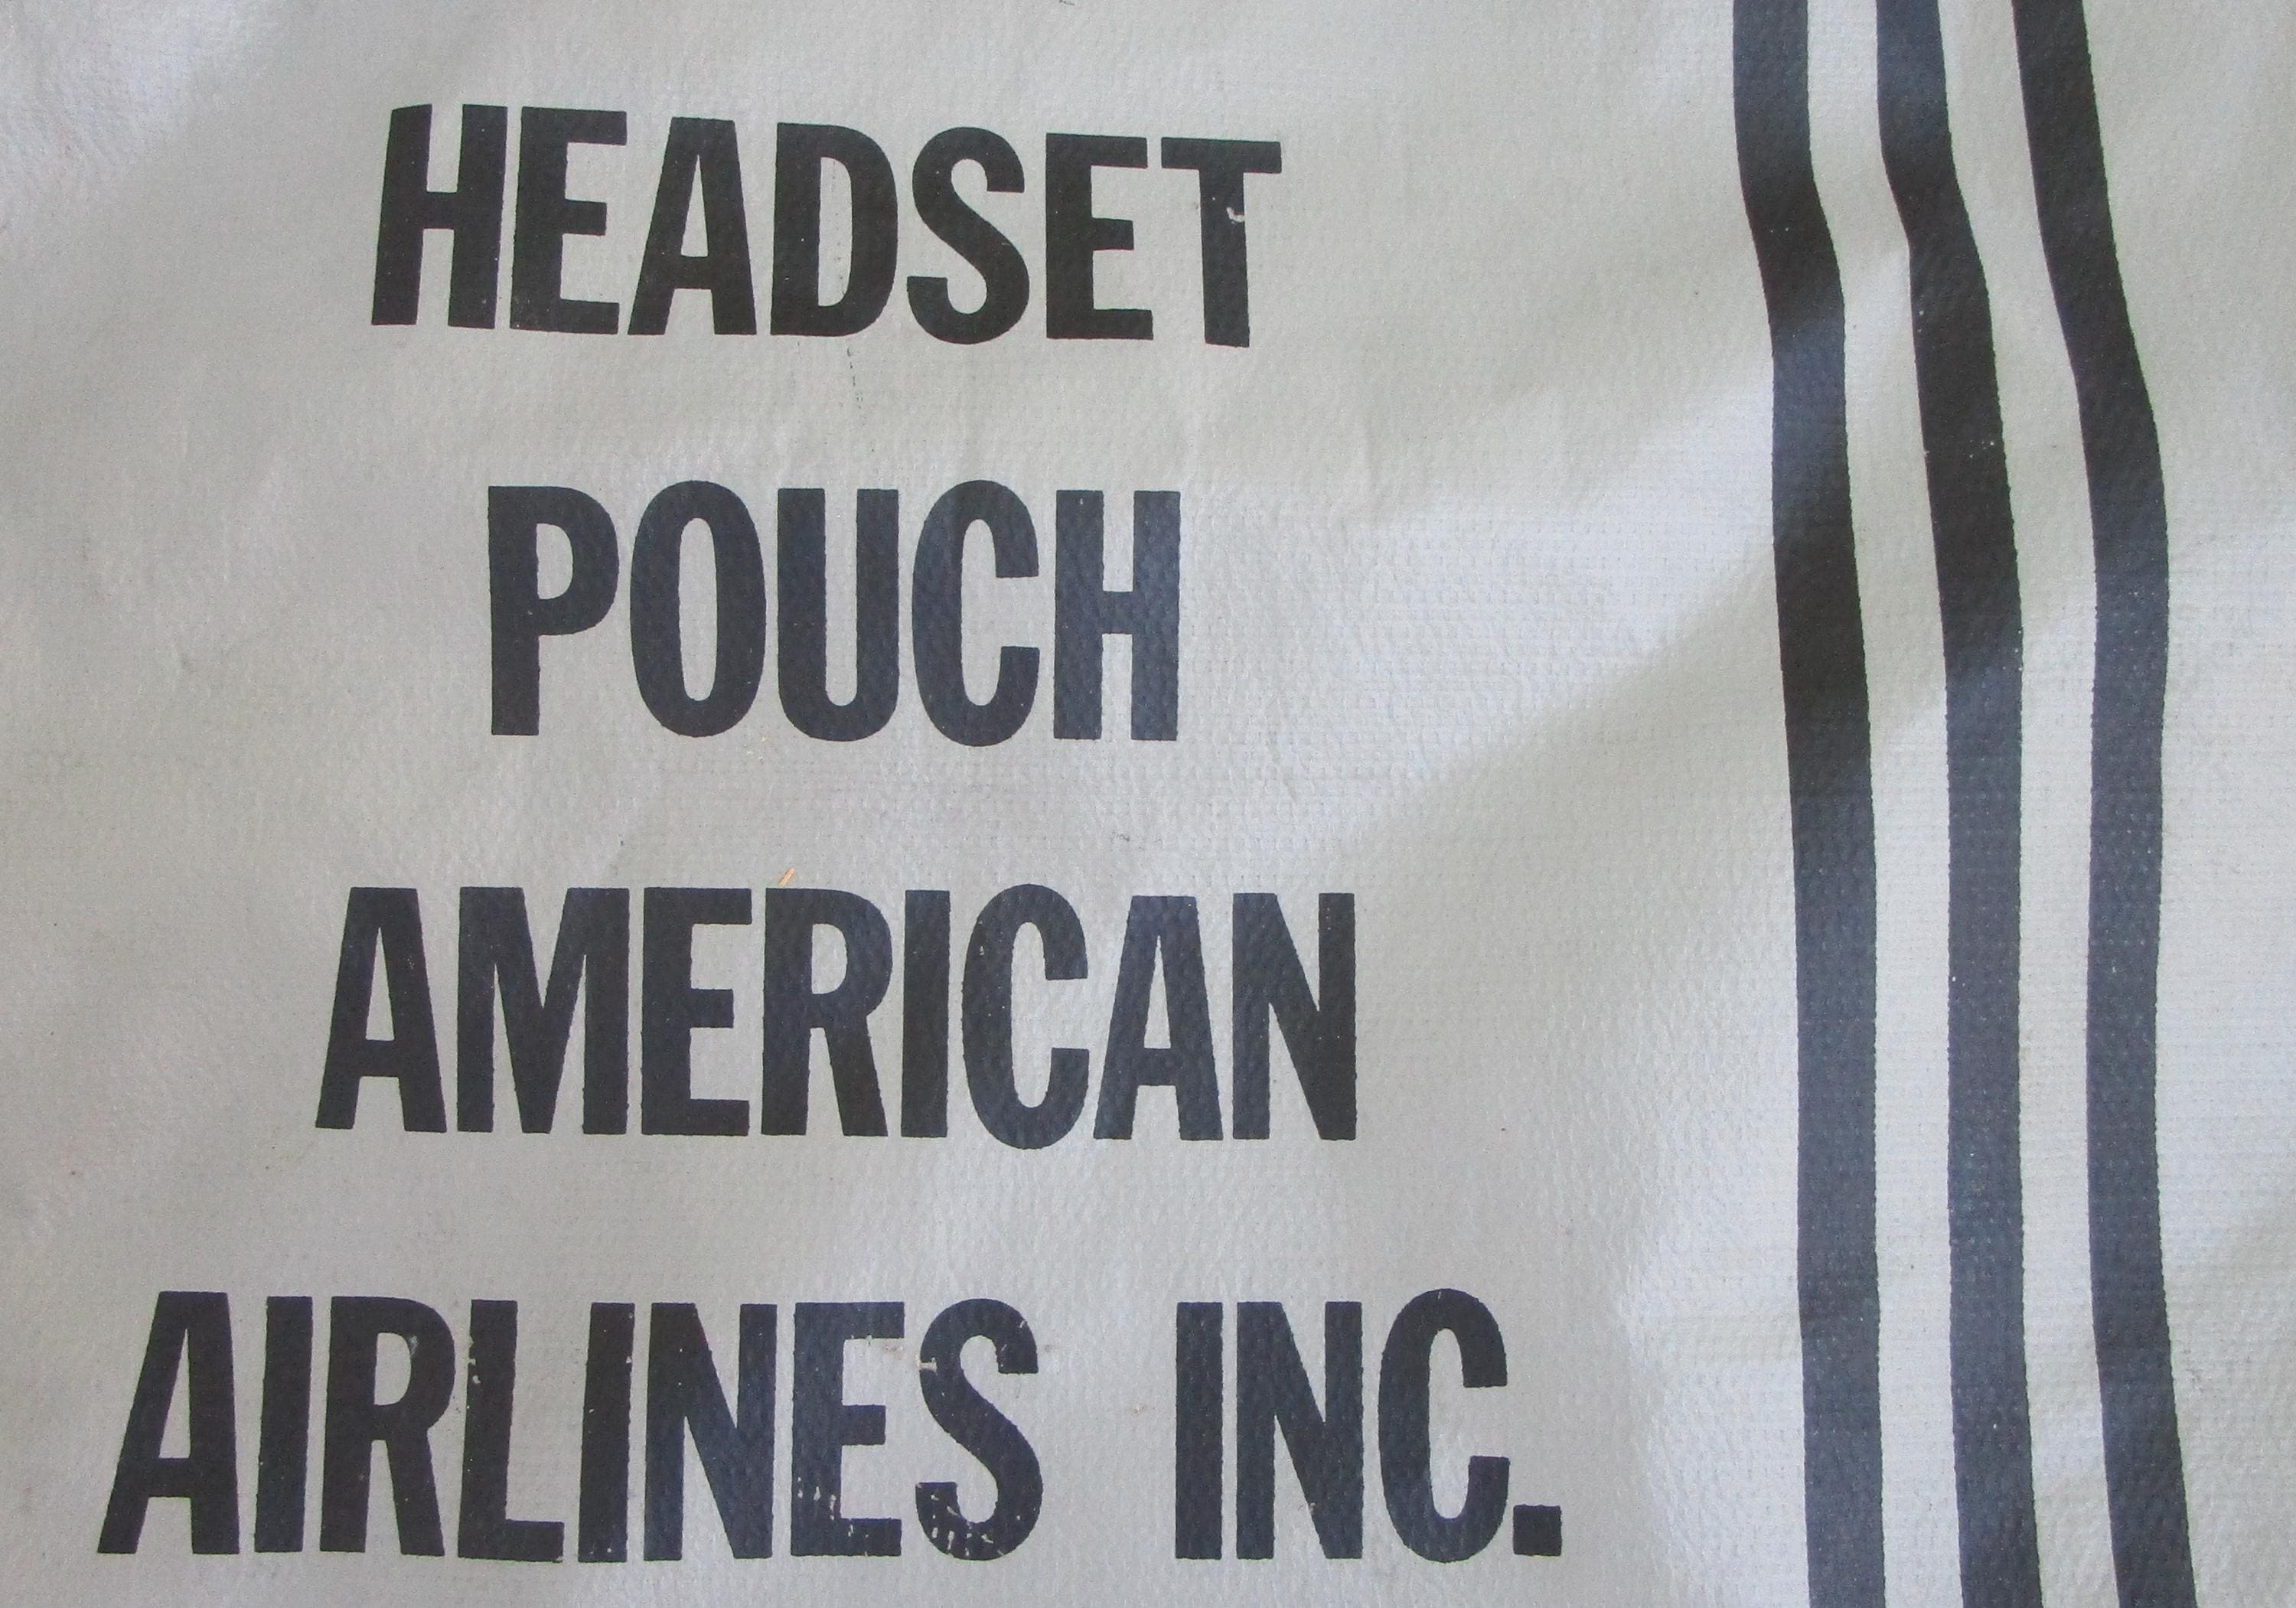 HEADSET
POUCH
AMERICAN
AIRLINES INC.